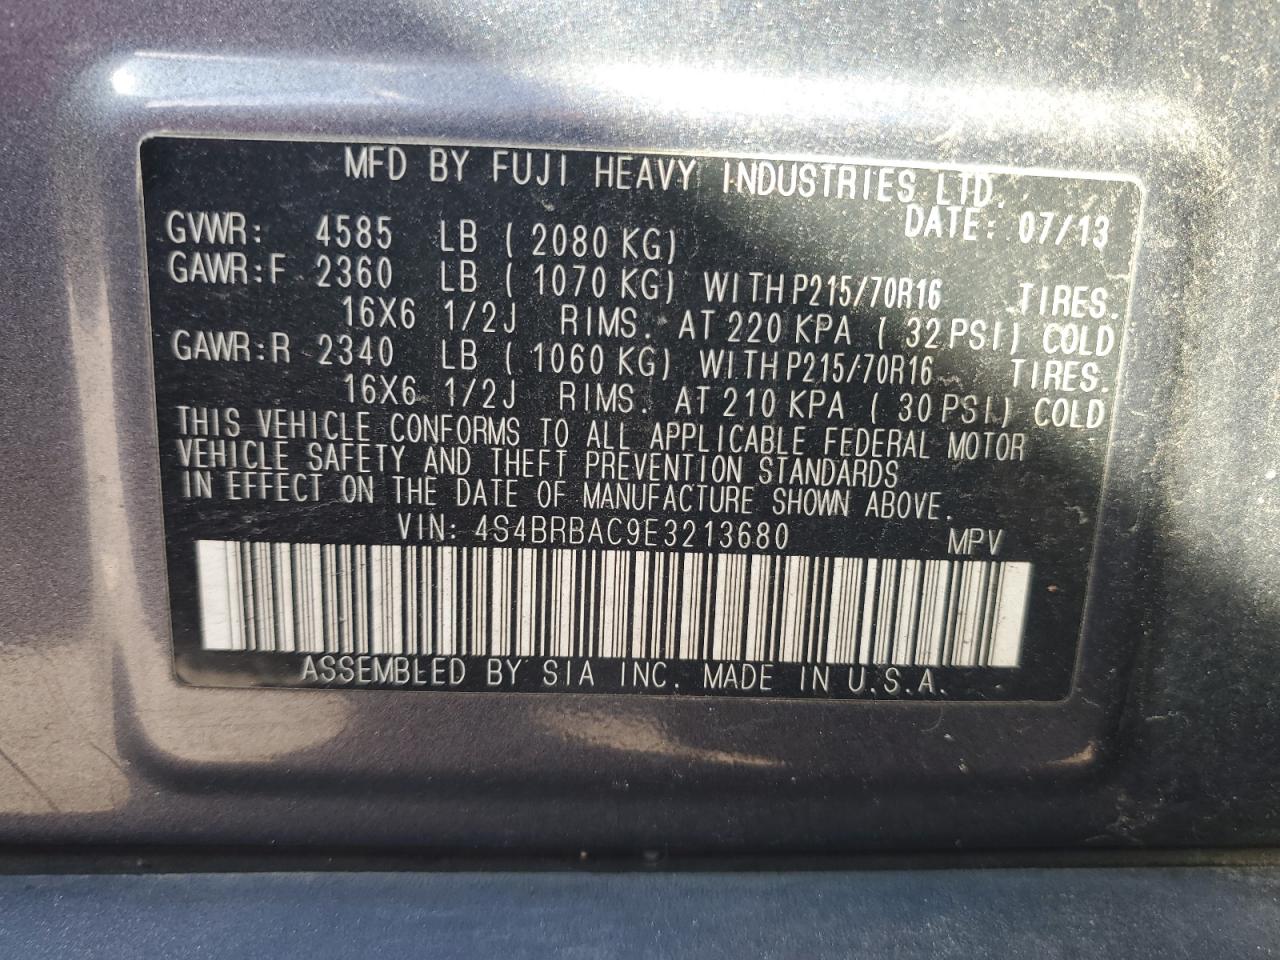 MFD BY FUJI HEAVY INDUSTRIES LTD.
DATE: 07/13
GVWR: 4585 LB ( 2080 KG)
GAWR:F 2360 LB ( 1070 KG) WITH P215/70R16 TIRES.
16X6 1/2J RIMS. AT 220 KPA ( 32 PSI) COLD
GAWR:R 2340 LB ( 1060 KG) WITH P215/70R16 TIRES.
16X6 1/2J RIMS. AT 210 KPA ( 30 PSI) COLD
THIS VEHICLE CONFORMS TO ALL APPLICABLE FEDERAL MOTOR
VEHICLE SAFETY AND THEFT PREVENTION STANDARDS
IN EFFECT ON THE DATE OF MANUFACTURE SHOWN ABOVE.
VIN: 4S4BRBAC9E3213680 MPV
ASSEMBLED BY SIA INC. MADE IN U.S.A.